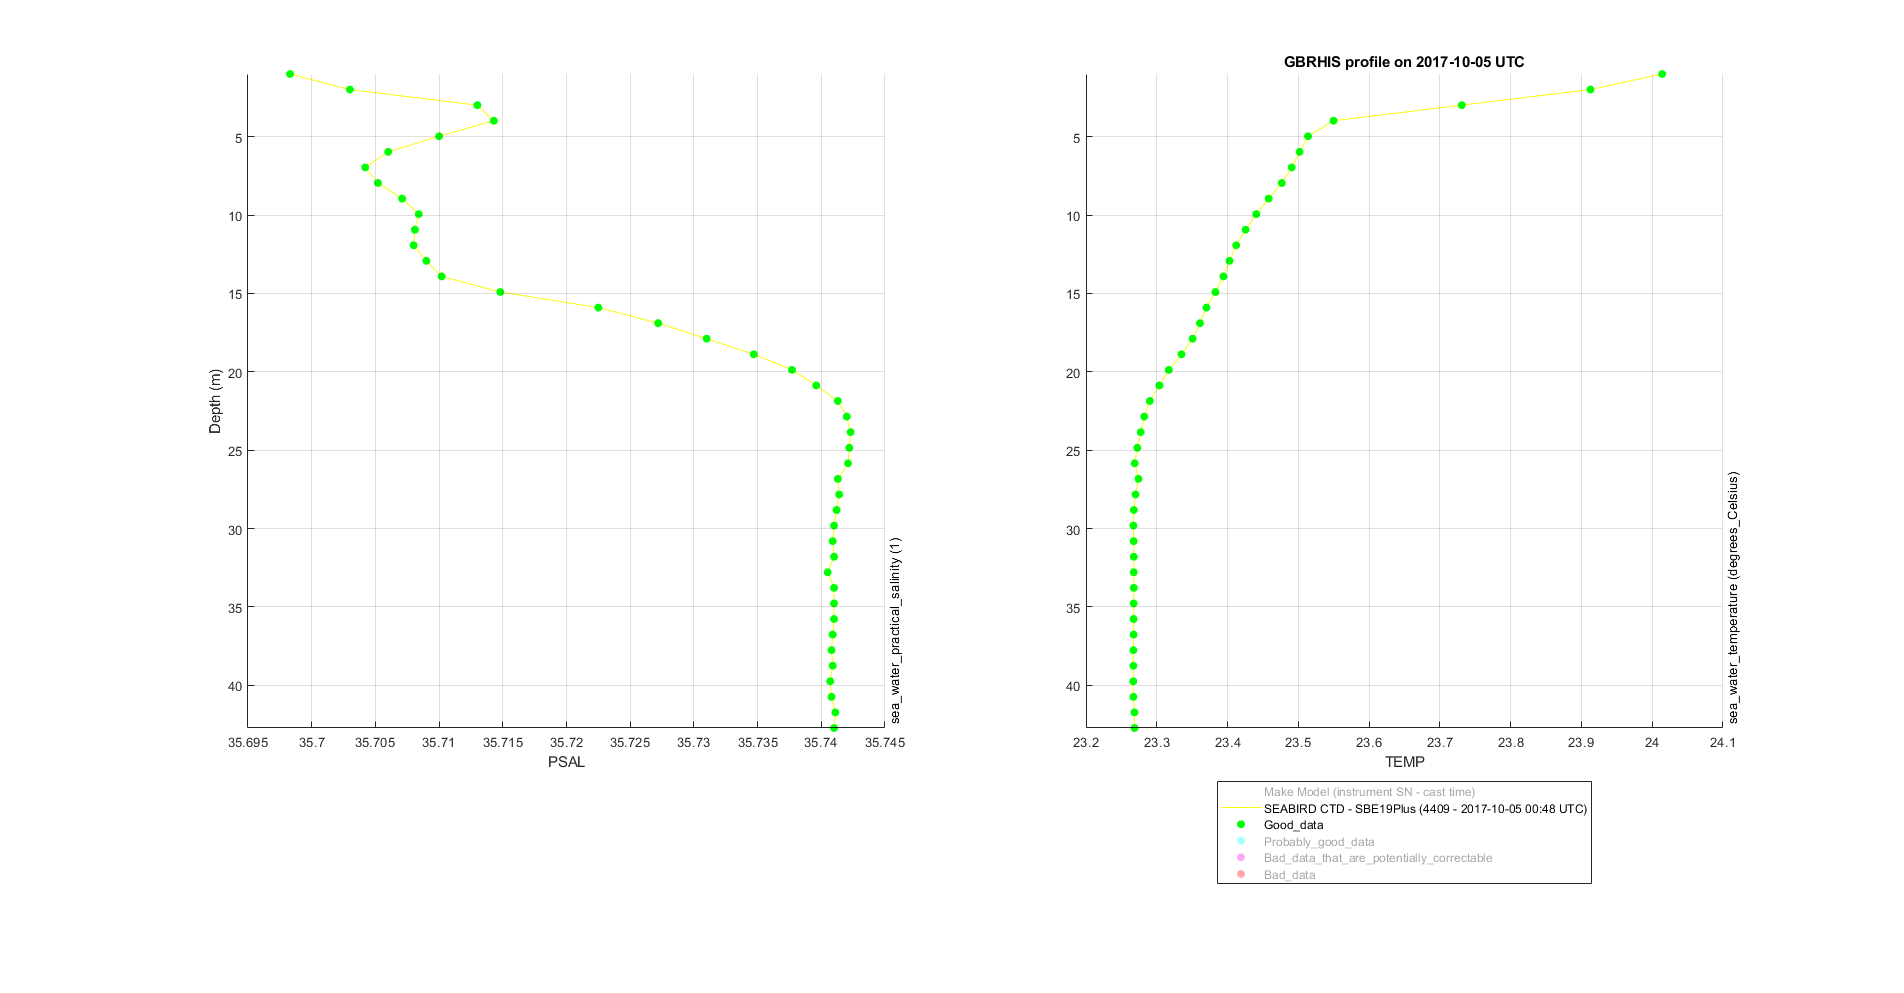 GBRHIS profile on 2017-10-05 UTC
Depth (m)
5
10
15
20
25
30
35
40
35.695 35.7 35.705 35.71 35.715 35.72 35.725 35.73 35.735 35.74 35.745
PSAL
sea_water_practical_salinity (1)
5
10
15
20
25
30
35
40
23.2 23.3 23.4 23.5 23.6 23.7 23.8 23.9 24 24.1
TEMP
sea_water_temperature (degrees_Celsius)
Make Model (instrument SN - cast time)
SEABIRD CTD - SBE19Plus (4409 - 2017-10-05 00:48 UTC)
Good_data
Probably_good_data
Bad_data_that_are_potentially_correctable
Bad_data